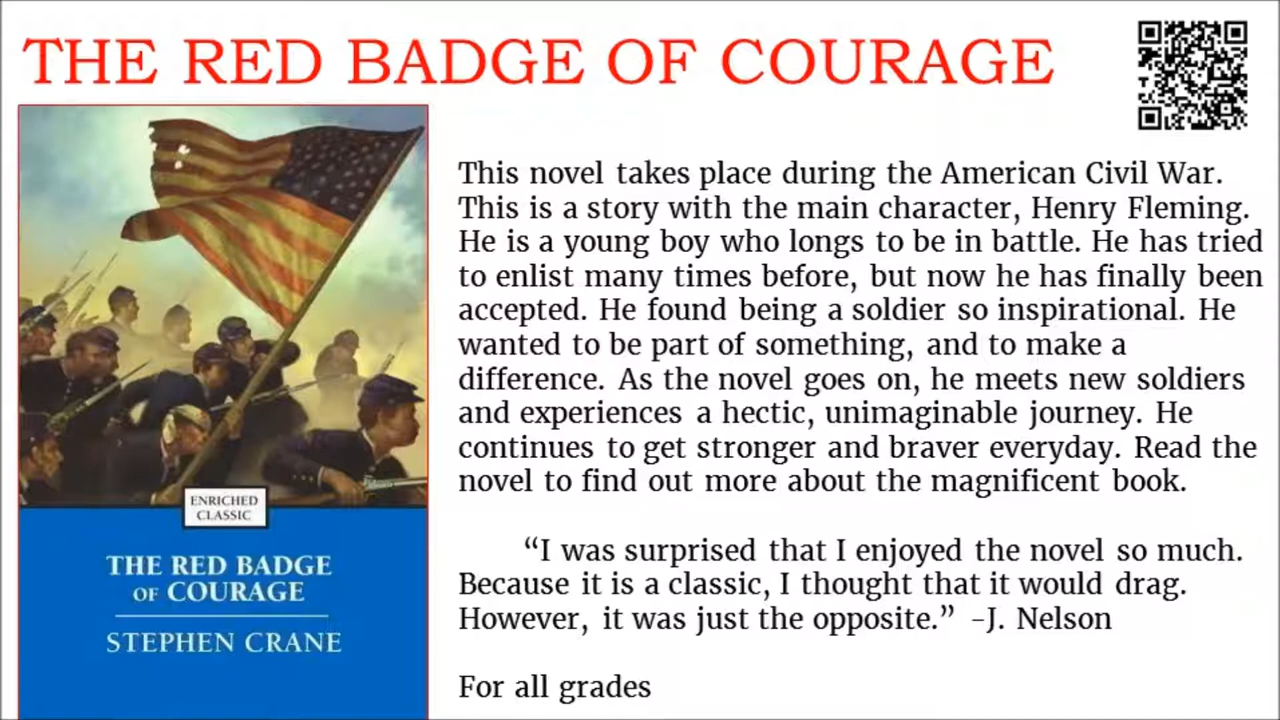 THE RED BADGE OF COURAGE
This novel takes place during the American Civil War.
This is a story with the main character, Henry Fleming.
He is a young boy who longs to be in battle. He has tried
to enlist many times before, but now he has finally been
accepted. He found being a soldier so inspirational. He
wanted to be part of something, and to make a
difference. As the novel goes on, he meets new soldiers
and experiences a hectic, unimaginable journey. He
continues to get stronger and braver everyday. Read the
novel to find out more about the magnificent book.
“I was surprised that I enjoyed the novel so much.
Because it is a classic, I thought that it would drag.
However, it was just the opposite.” -J. Nelson
For all grades
ENRICHED
CLASSIC
THE RED BADGE
OF COURAGE
STEPHEN CRANE